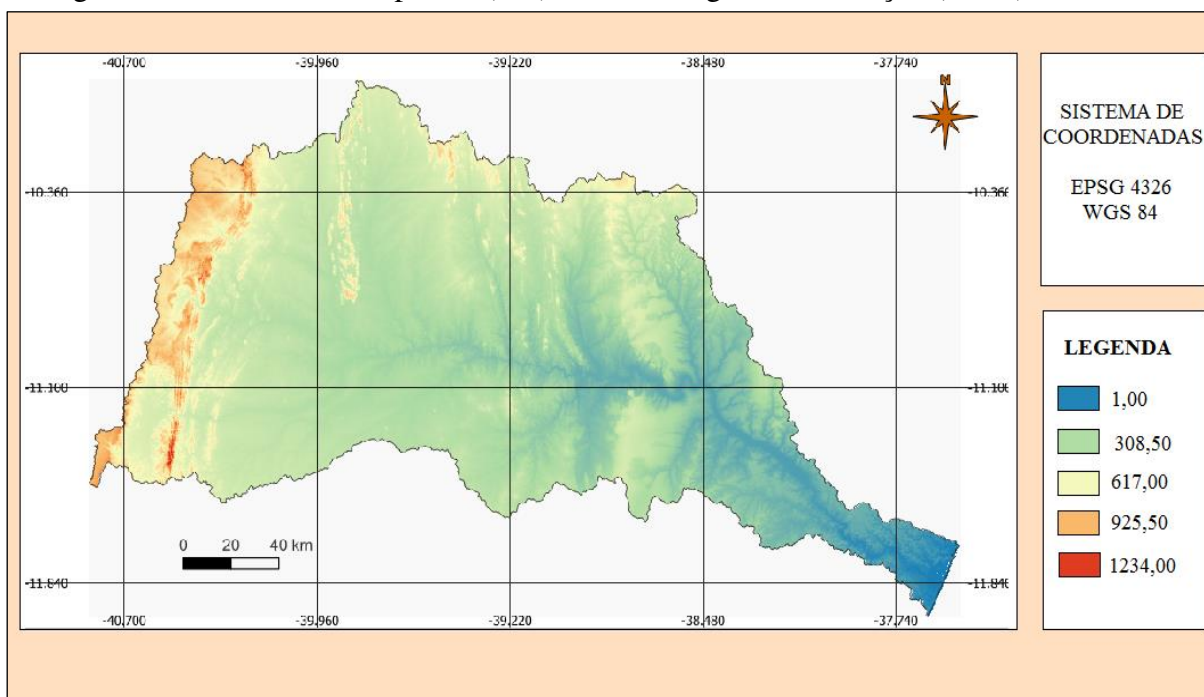 -40.700 -39.960 -39.220 -38.480 -37.740
N
-10.360 -10.360
-11.100 -11.100
0 20 40 km
-11.840 -11.840
-40.700 -39.960 -39.220 -38.480 -37.740
SISTEMA DE
COORDENADAS
EPSG 4326
WGS 84
LEGENDA
1,00
308,50
617,00
925,50
1234,00